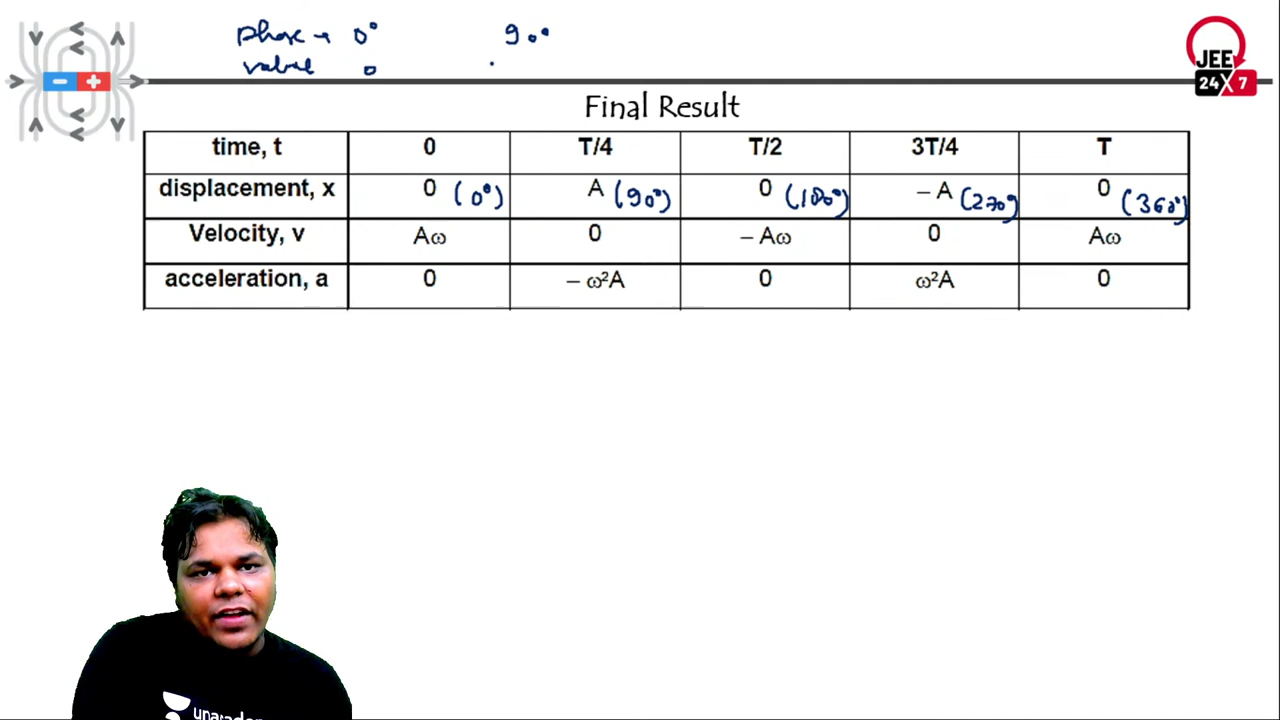 phase → 0° 90°
value 0
JEE
24X7
Final Result
time, t 0 T/4 T/2 3T/4 T
displacement, x 0 (0°) A (90°) 0 (180°) – A (270°) 0 (360°)
Velocity, v Aω 0 – Aω 0 Aω
acceleration, a 0 – ω²A 0 ω²A 0